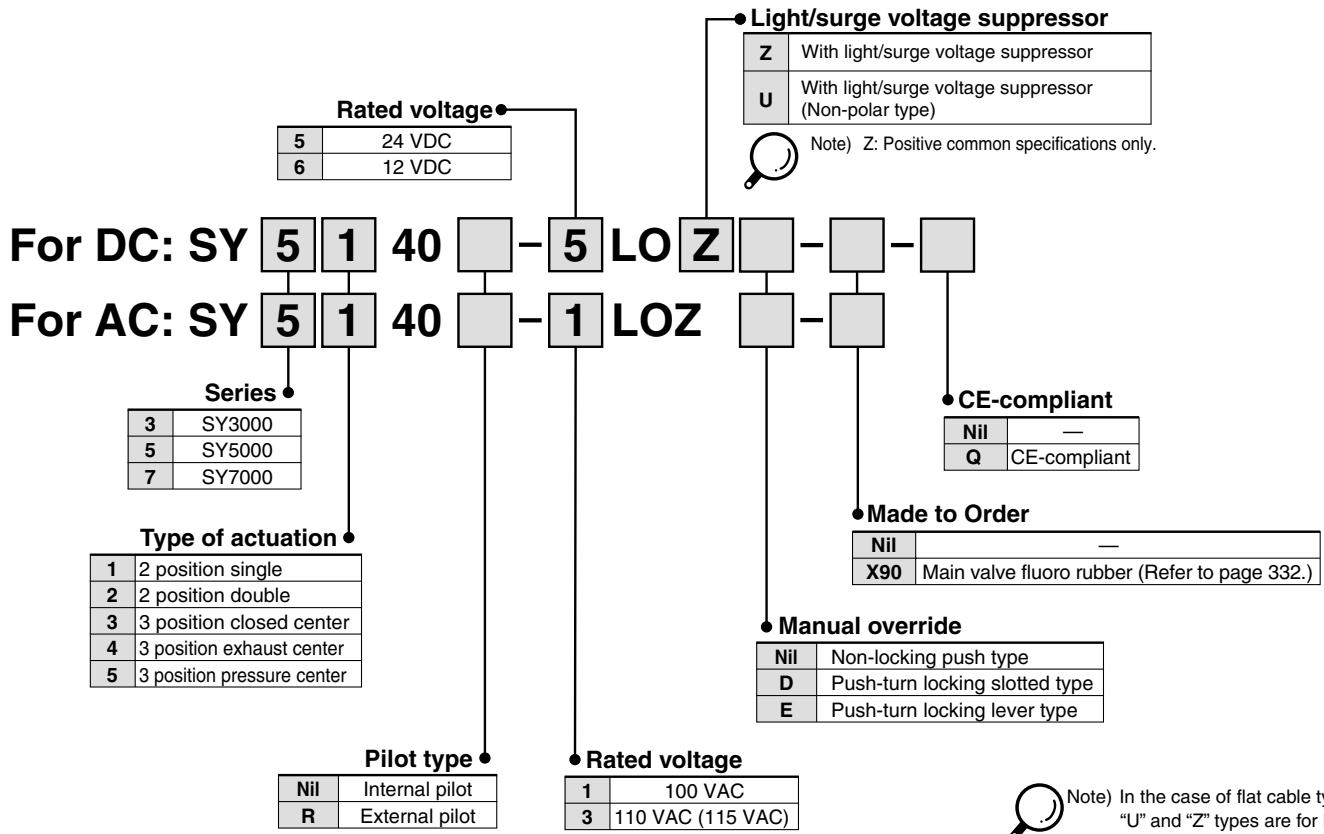 Light/surge voltage suppressor
Z With light/surge voltage suppressor
U With light/surge voltage suppressor
(Non-polar type)
Note) Z: Positive common specifications only.
Rated voltage
5 24 VDC
6 12 VDC
For DC: SY 5 1 40 – 5 LO Z – –
For AC: SY 5 1 40 – 1 LOZ –
Series
3 SY3000
5 SY5000
7 SY7000
CE-compliant
Nil —
Q CE-compliant
Type of actuation
1 2 position single
2 2 position double
3 3 position closed center
4 3 position exhaust center
5 3 position pressure center
Made to Order
Nil —
X90 Main valve fluoro rubber (Refer to page 332.)
Manual override
Nil Non-locking push type
D Push-turn locking slotted type
E Push-turn locking lever type
Pilot type
Nil Internal pilot
R External pilot
Rated voltage
1 100 VAC
3 110 VAC (115 VAC)
Note) In the case of flat cable
“U” and “Z” types are for